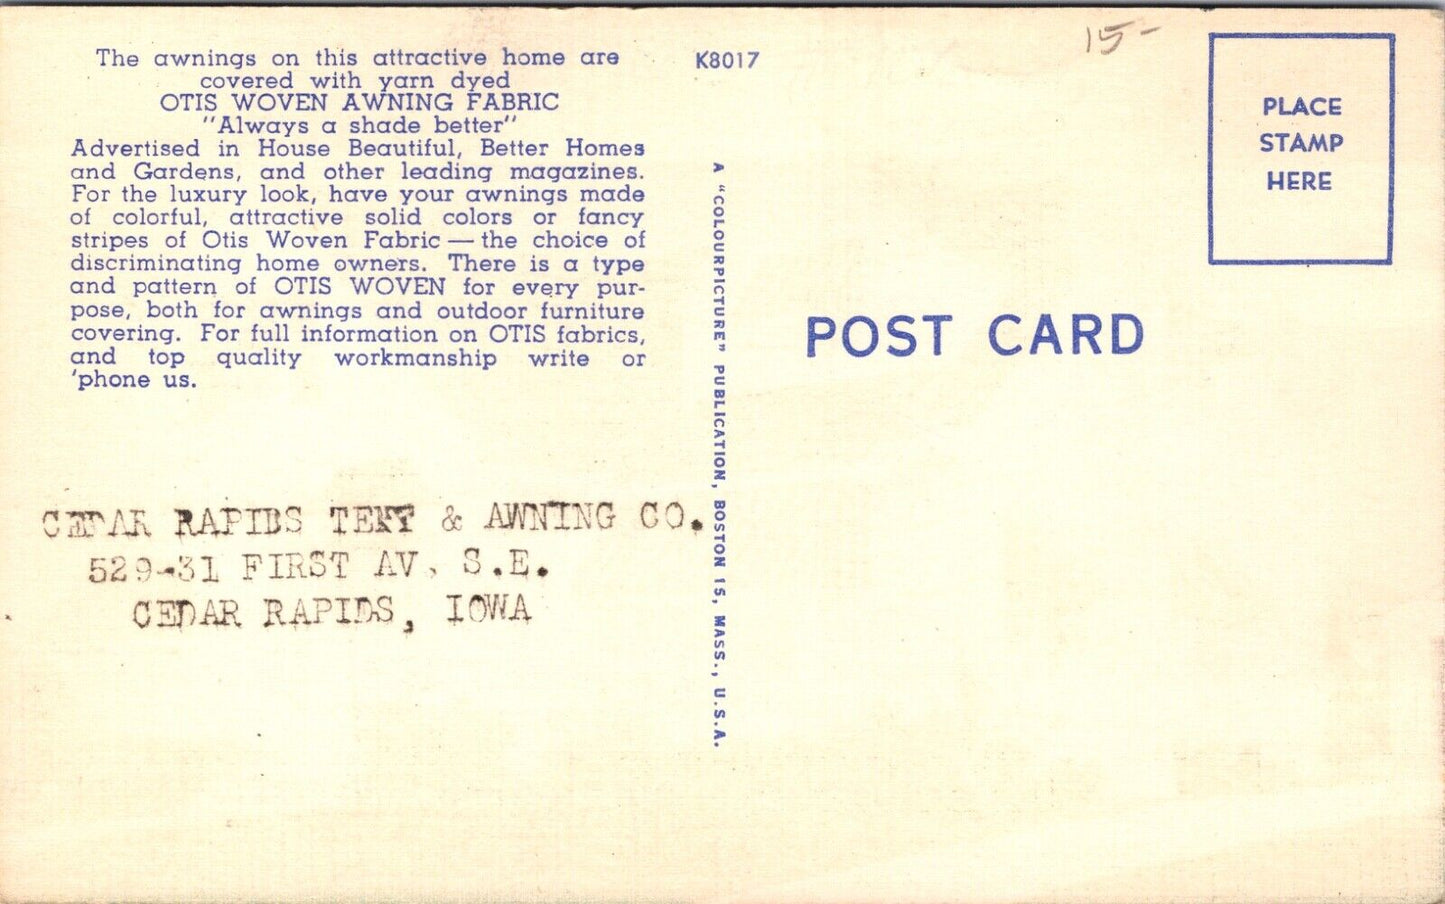 The awnings on this attractive home are
covered with yarn dyed
OTIS WOVEN AWNING FABRIC
"Always a shade better"
Advertised in House Beautiful, Better Homes
and Gardens, and other leading magazines.
For the luxury look, have your awnings made
of colorful, attractive solid colors or fancy
stripes of Otis Woven Fabric — the choice of
discriminating home owners. There is a type
and pattern of OTIS WOVEN for every pur-
pose, both for awnings and outdoor furniture
covering. For full information on OTIS fabrics,
and top quality workmanship write or
'phone us.
CEDAR RAPIDS TENT & AWNING CO.
529-31 FIRST AV, S.E.
CEDAR RAPIDS, IOWA
K8017
A "COLOURPICTURE" PUBLICATION, BOSTON 15, MASS., U.S.A.
15-
PLACE
STAMP
HERE
POST CARD